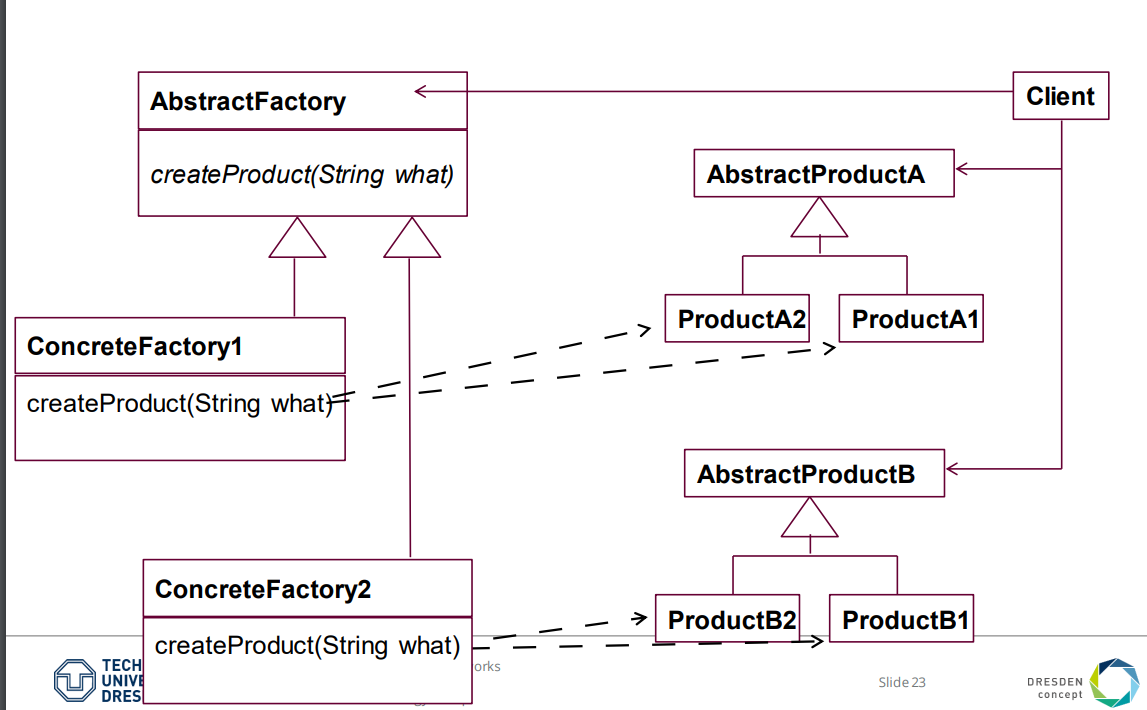 AbstractFactory
createProduct(String what)
Client
AbstractProductA
ProductA2
ProductA1
ConcreteFactory1
createProduct(String what)
AbstractProductB
ProductB2
ProductB1
ConcreteFactory2
createProduct(String what)
TECH
UNIVE
DRES
orks
Slide 23
DRESDEN
concept